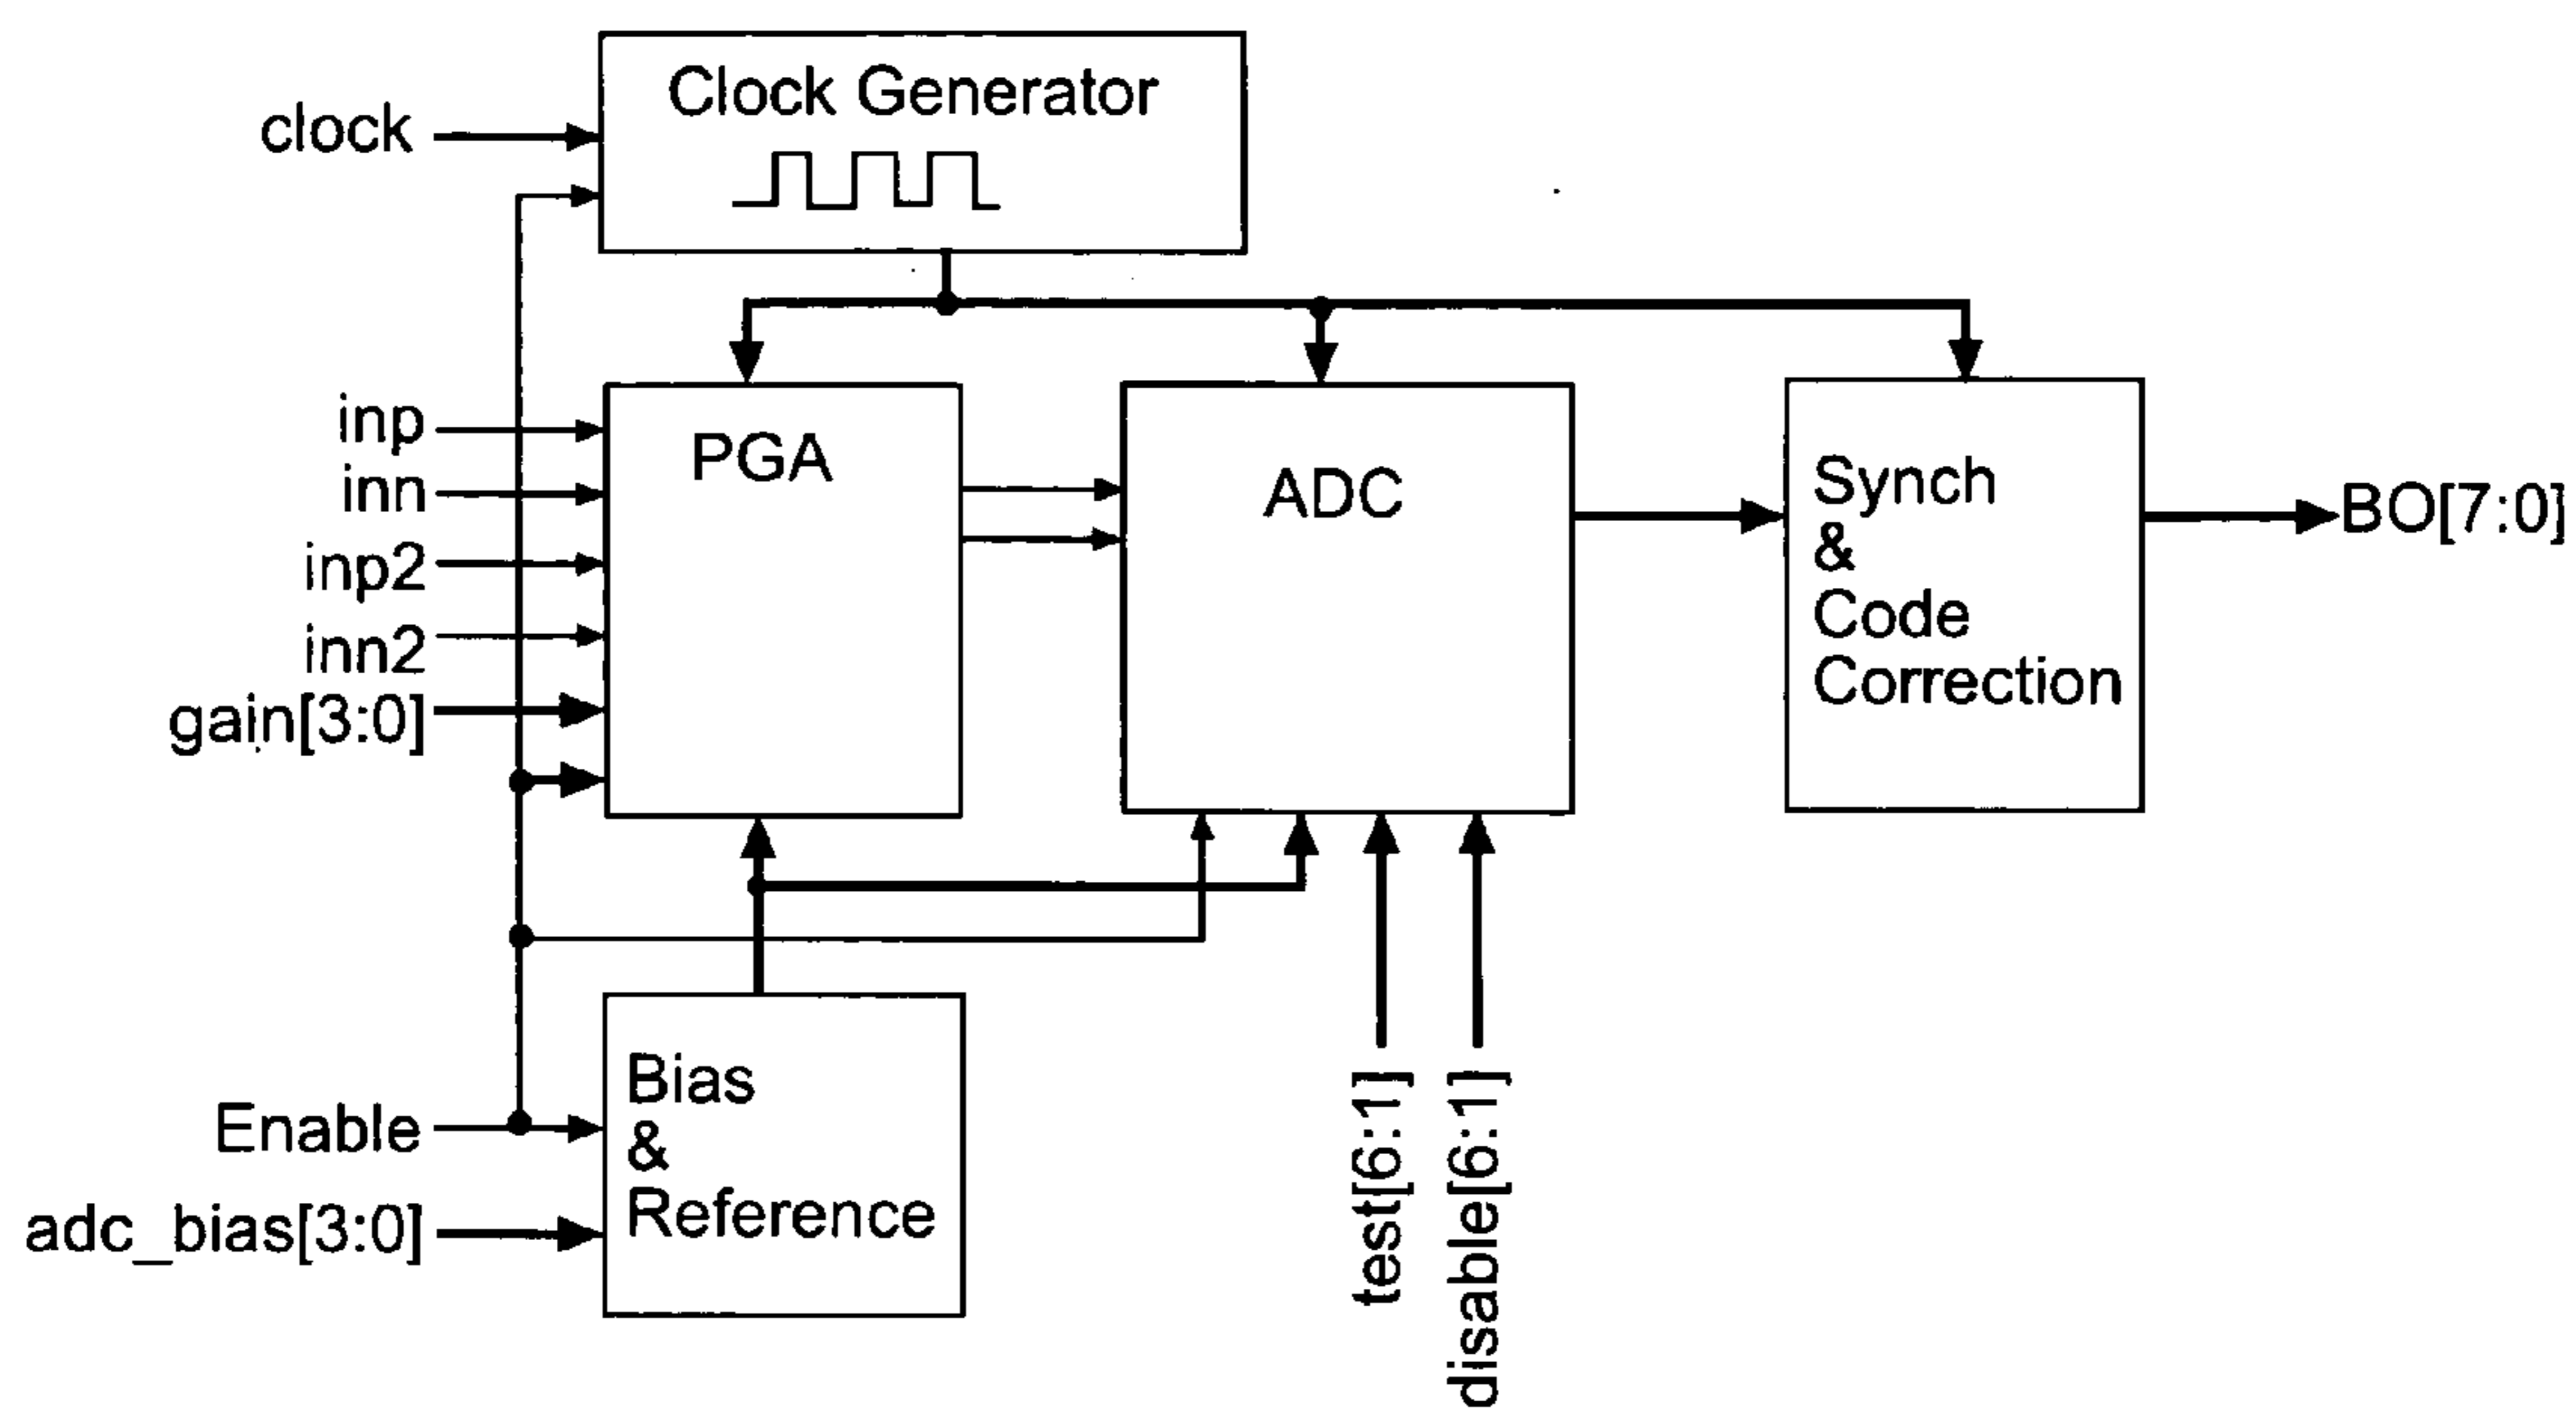 Clock Generator
clock
inp
inn
inp2
inn2
gain[3:0]
PGA
ADC
Synch
&
Code
Correction
BO[7:0]
Enable
adc_bias[3:0]
Bias
&
Reference
test[6:1]
disable[6:1]